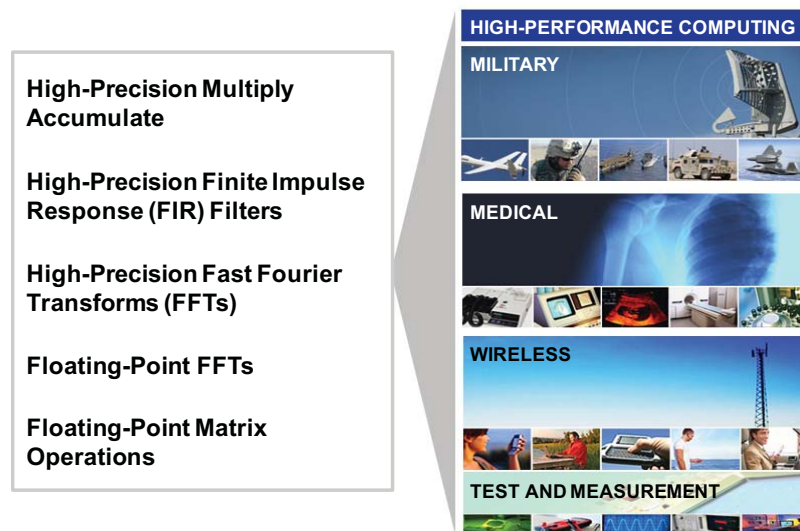 High-Precision Multiply
Accumulate
High-Precision Finite Impulse
Response (FIR) Filters
High-Precision Fast Fourier
Transforms (FFTs)
Floating-Point FFTs
Floating-Point Matrix
Operations
HIGH-PERFORMANCE COMPUTING
MILITARY
MEDICAL
WIRELESS
TEST AND MEASUREMENT